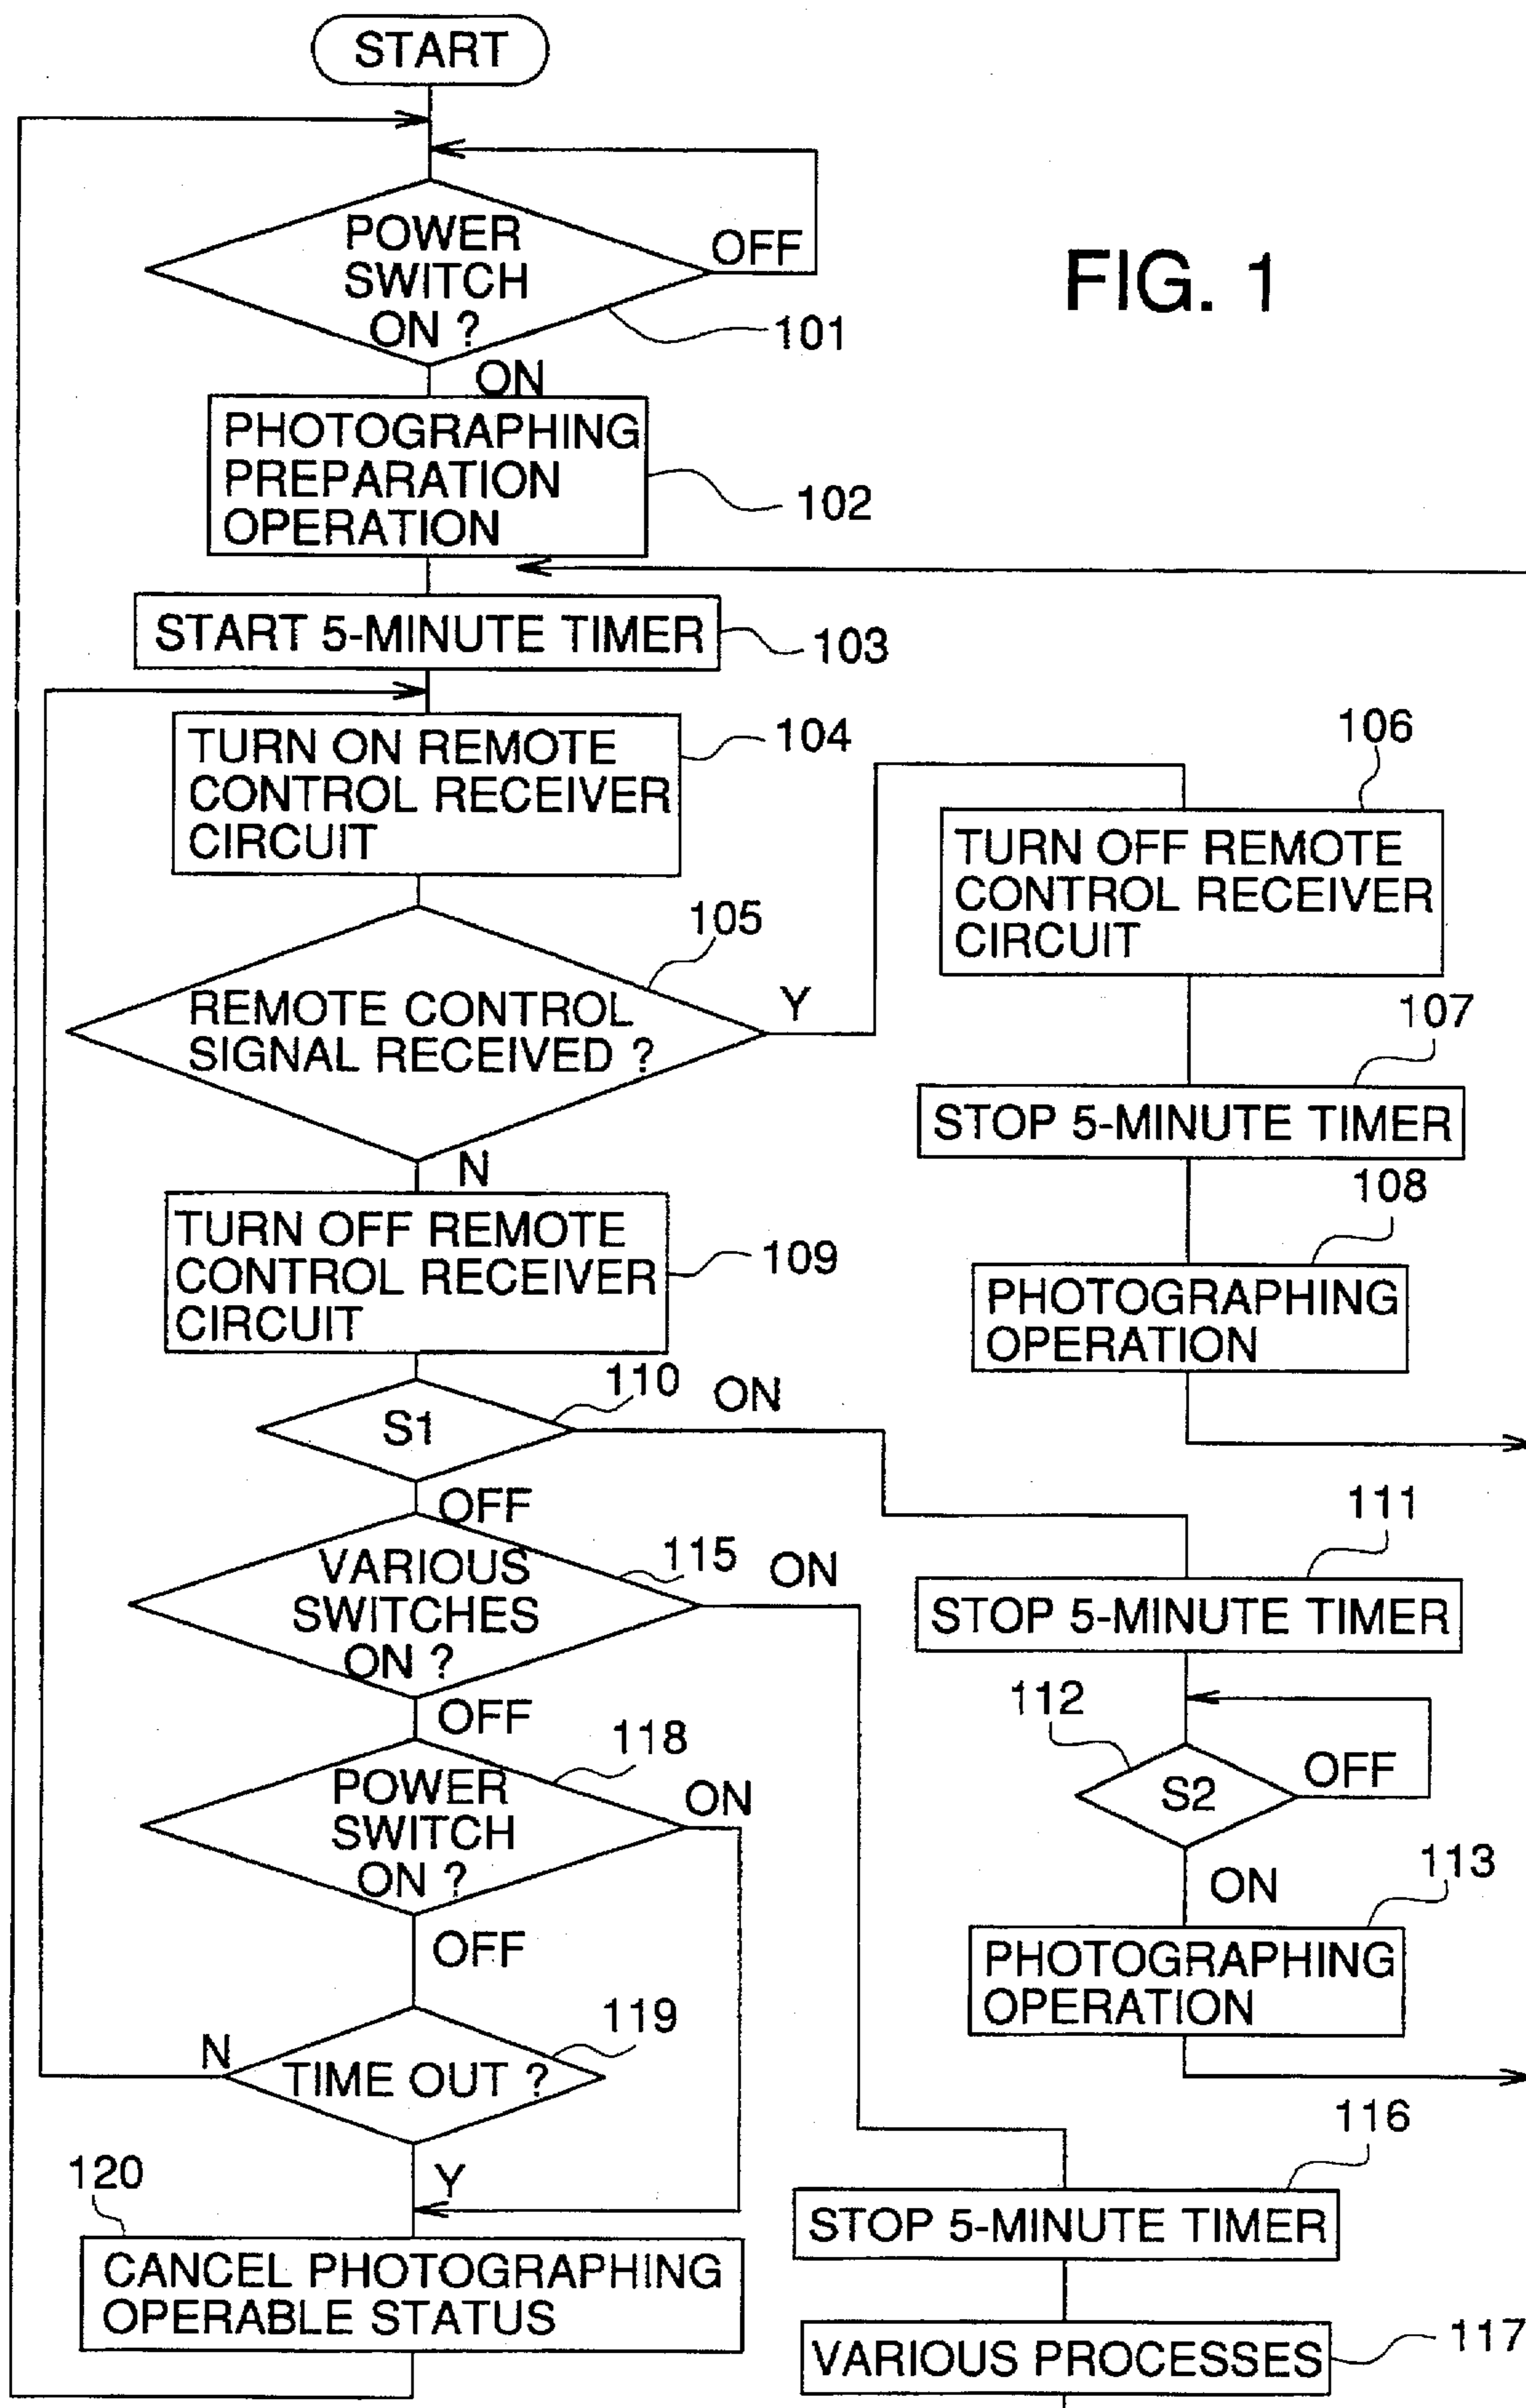 START
POWER
SWITCH
ON ?
OFF
101
FIG. 1
ON
PHOTOGRAPHING
PREPARATION
OPERATION
102
START 5-MINUTE TIMER
103
TURN ON REMOTE
CONTROL RECEIVER
CIRCUIT
104
105
REMOTE CONTROL
SIGNAL RECEIVED ?
Y
106
TURN OFF REMOTE
CONTROL RECEIVER
CIRCUIT
107
STOP 5-MINUTE TIMER
108
PHOTOGRAPHING
OPERATION
N
TURN OFF REMOTE
CONTROL RECEIVER
CIRCUIT
109
110
S1
ON
OFF
111
STOP 5-MINUTE TIMER
112
S2
OFF
ON
113
PHOTOGRAPHING
OPERATION
115
VARIOUS
SWITCHES
ON ?
ON
OFF
116
STOP 5-MINUTE TIMER
VARIOUS PROCESSES
117
118
POWER
SWITCH
ON ?
ON
OFF
119
TIME OUT ?
N
Y
120
CANCEL PHOTOGRAPHING
OPERABLE STATUS